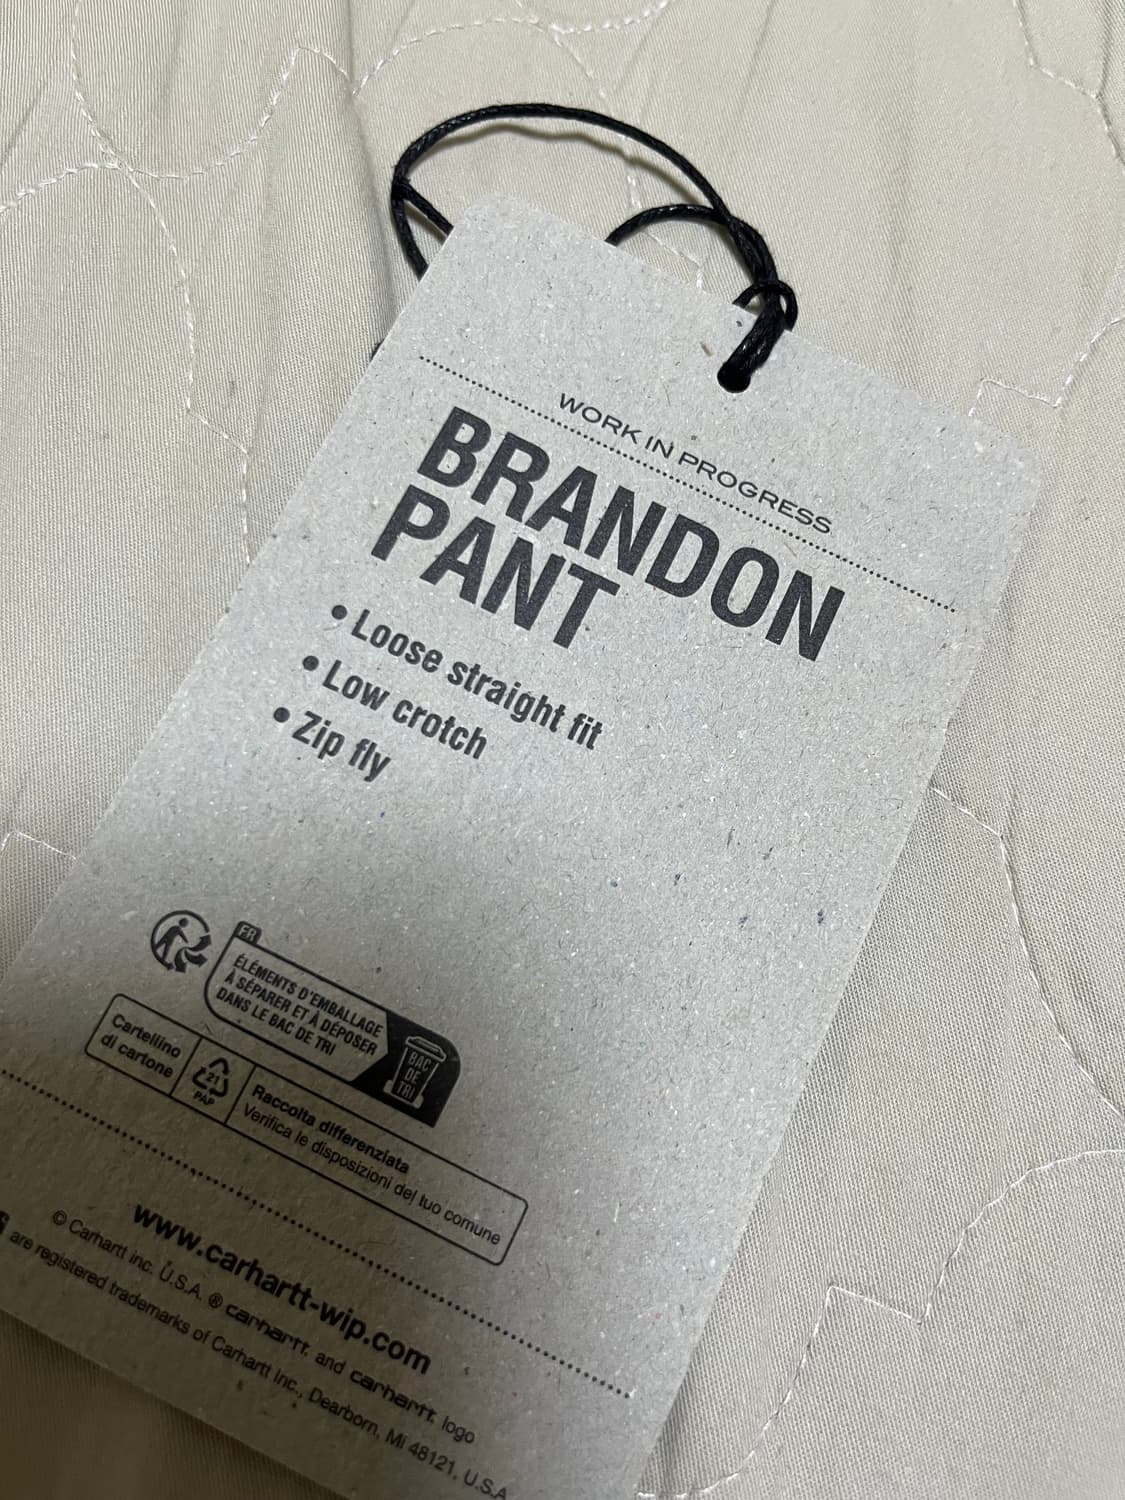 WORK IN PROGRESS
BRANDON
PANT
• Loose straight fit
• Low crotch
• Zip fly
FR
ÉLÉMENTS D'EMBALLAGE
À SÉPARER ET À DÉPOSER
DANS LE BAC DE TRI
BAC
DE
TRI
Cartellino
di cartone
21
PAP
Raccolta differenziata
Verifica le disposizioni del tuo comune
www.carhartt-wip.com
© Carhartt inc. U.S.A. ® carhartt. and carhartt. logo
are registered trademarks of Carhartt Inc., Dearborn, Mi 48121, U.S.A